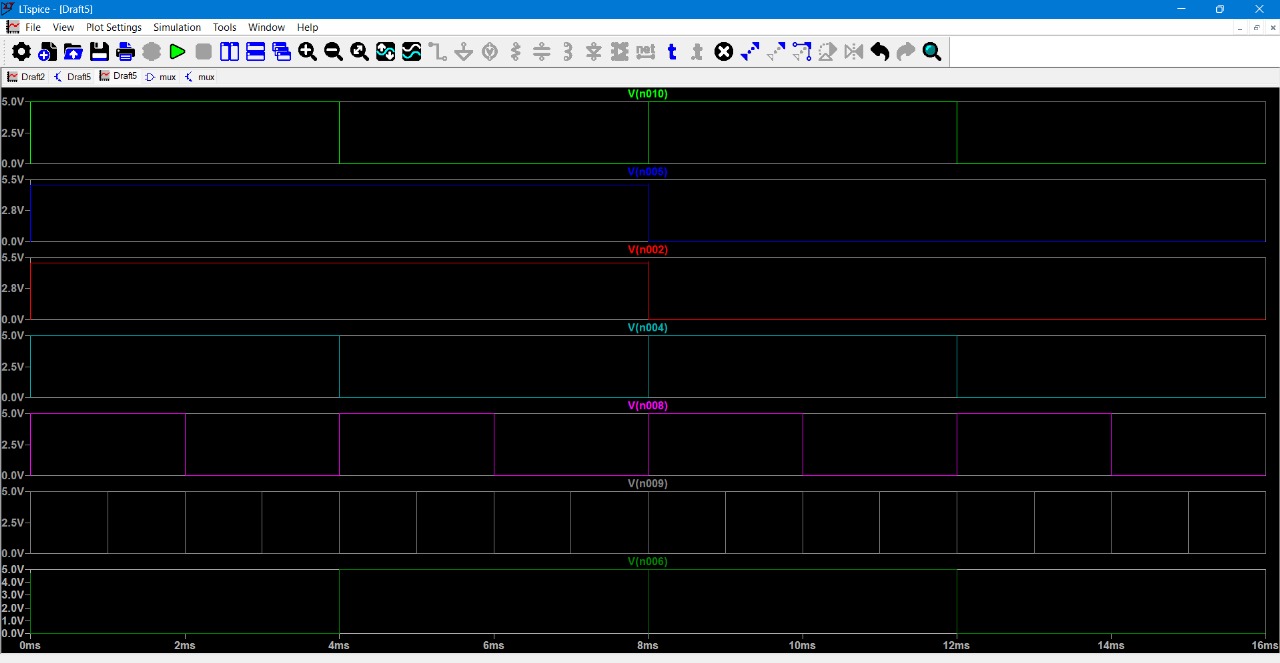 LTspice - [Draft5]
File View Plot Settings Simulation Tools Window Help
Draft2 Draft5 Draft5 mux mux
V(n010)
5.0V
2.5V
0.0V
V(n005)
5.5V
2.8V
0.0V
V(n002)
5.5V
2.8V
0.0V
V(n004)
5.0V
2.5V
0.0V
V(n008)
5.0V
2.5V
0.0V
V(n009)
5.0V
2.5V
0.0V
V(n006)
5.0V
4.0V
3.0V
2.0V
1.0V
0.0V
0ms 2ms 4ms 6ms 8ms 10ms 12ms 14ms 16ms